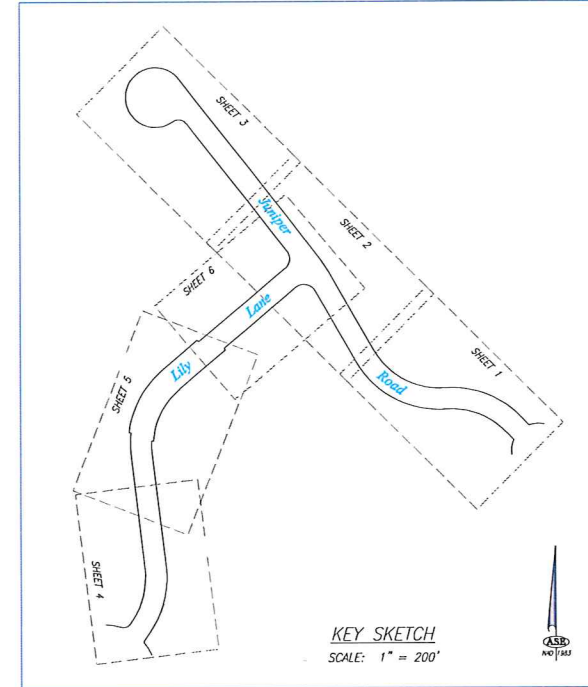 SHEET 3
Juniper
SHEET 2
SHEET 6
Lane
SHEET 1
Lily
Road
SHEET 5
SHEET 4
KEY SKETCH
SCALE: 1" = 200'
ASE
NAD 1983